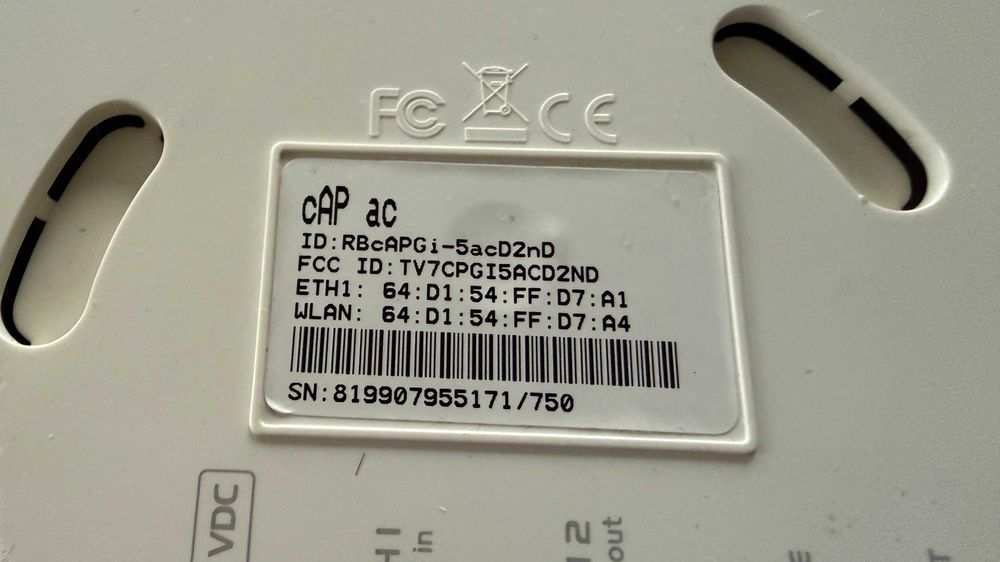 FC CE
cAP ac
ID:RBcAPGi-5acD2nD
FCC ID:TV7CPGI5ACD2ND
ETH1: 64:D1:54:FF:D7:A1
WLAN: 64:D1:54:FF:D7:A4
SN:819907955171/750
VDC
in
2
out